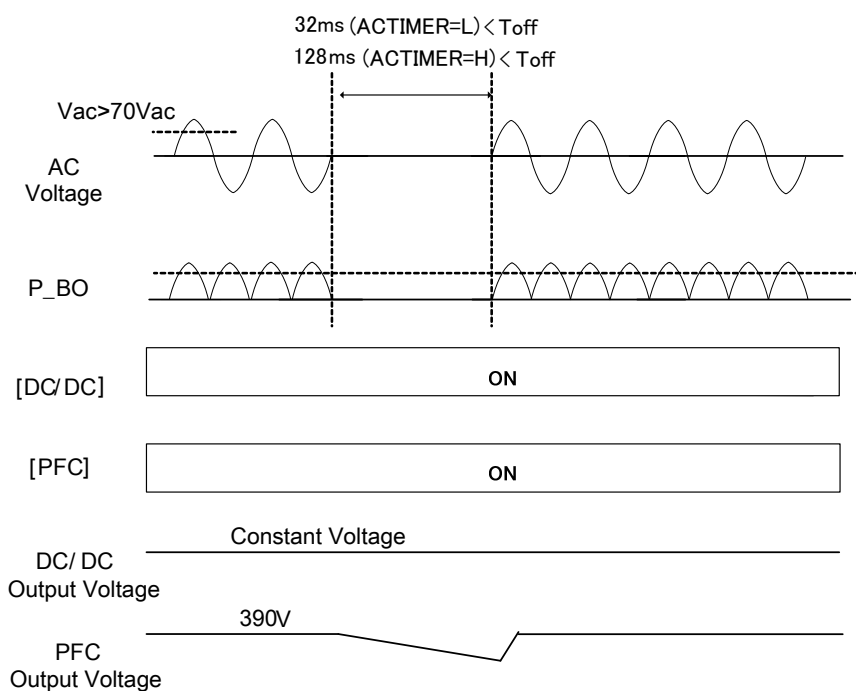 32ms (ACTIMER=L)<Toff
128ms (ACTIMER=H)<Toff
Vac>70Vac
AC
Voltage
P_BO
[DC/DC]
ON
[PFC]
ON
Constant Voltage
DC/ DC
Output Voltage
390V
PFC
Output Voltage